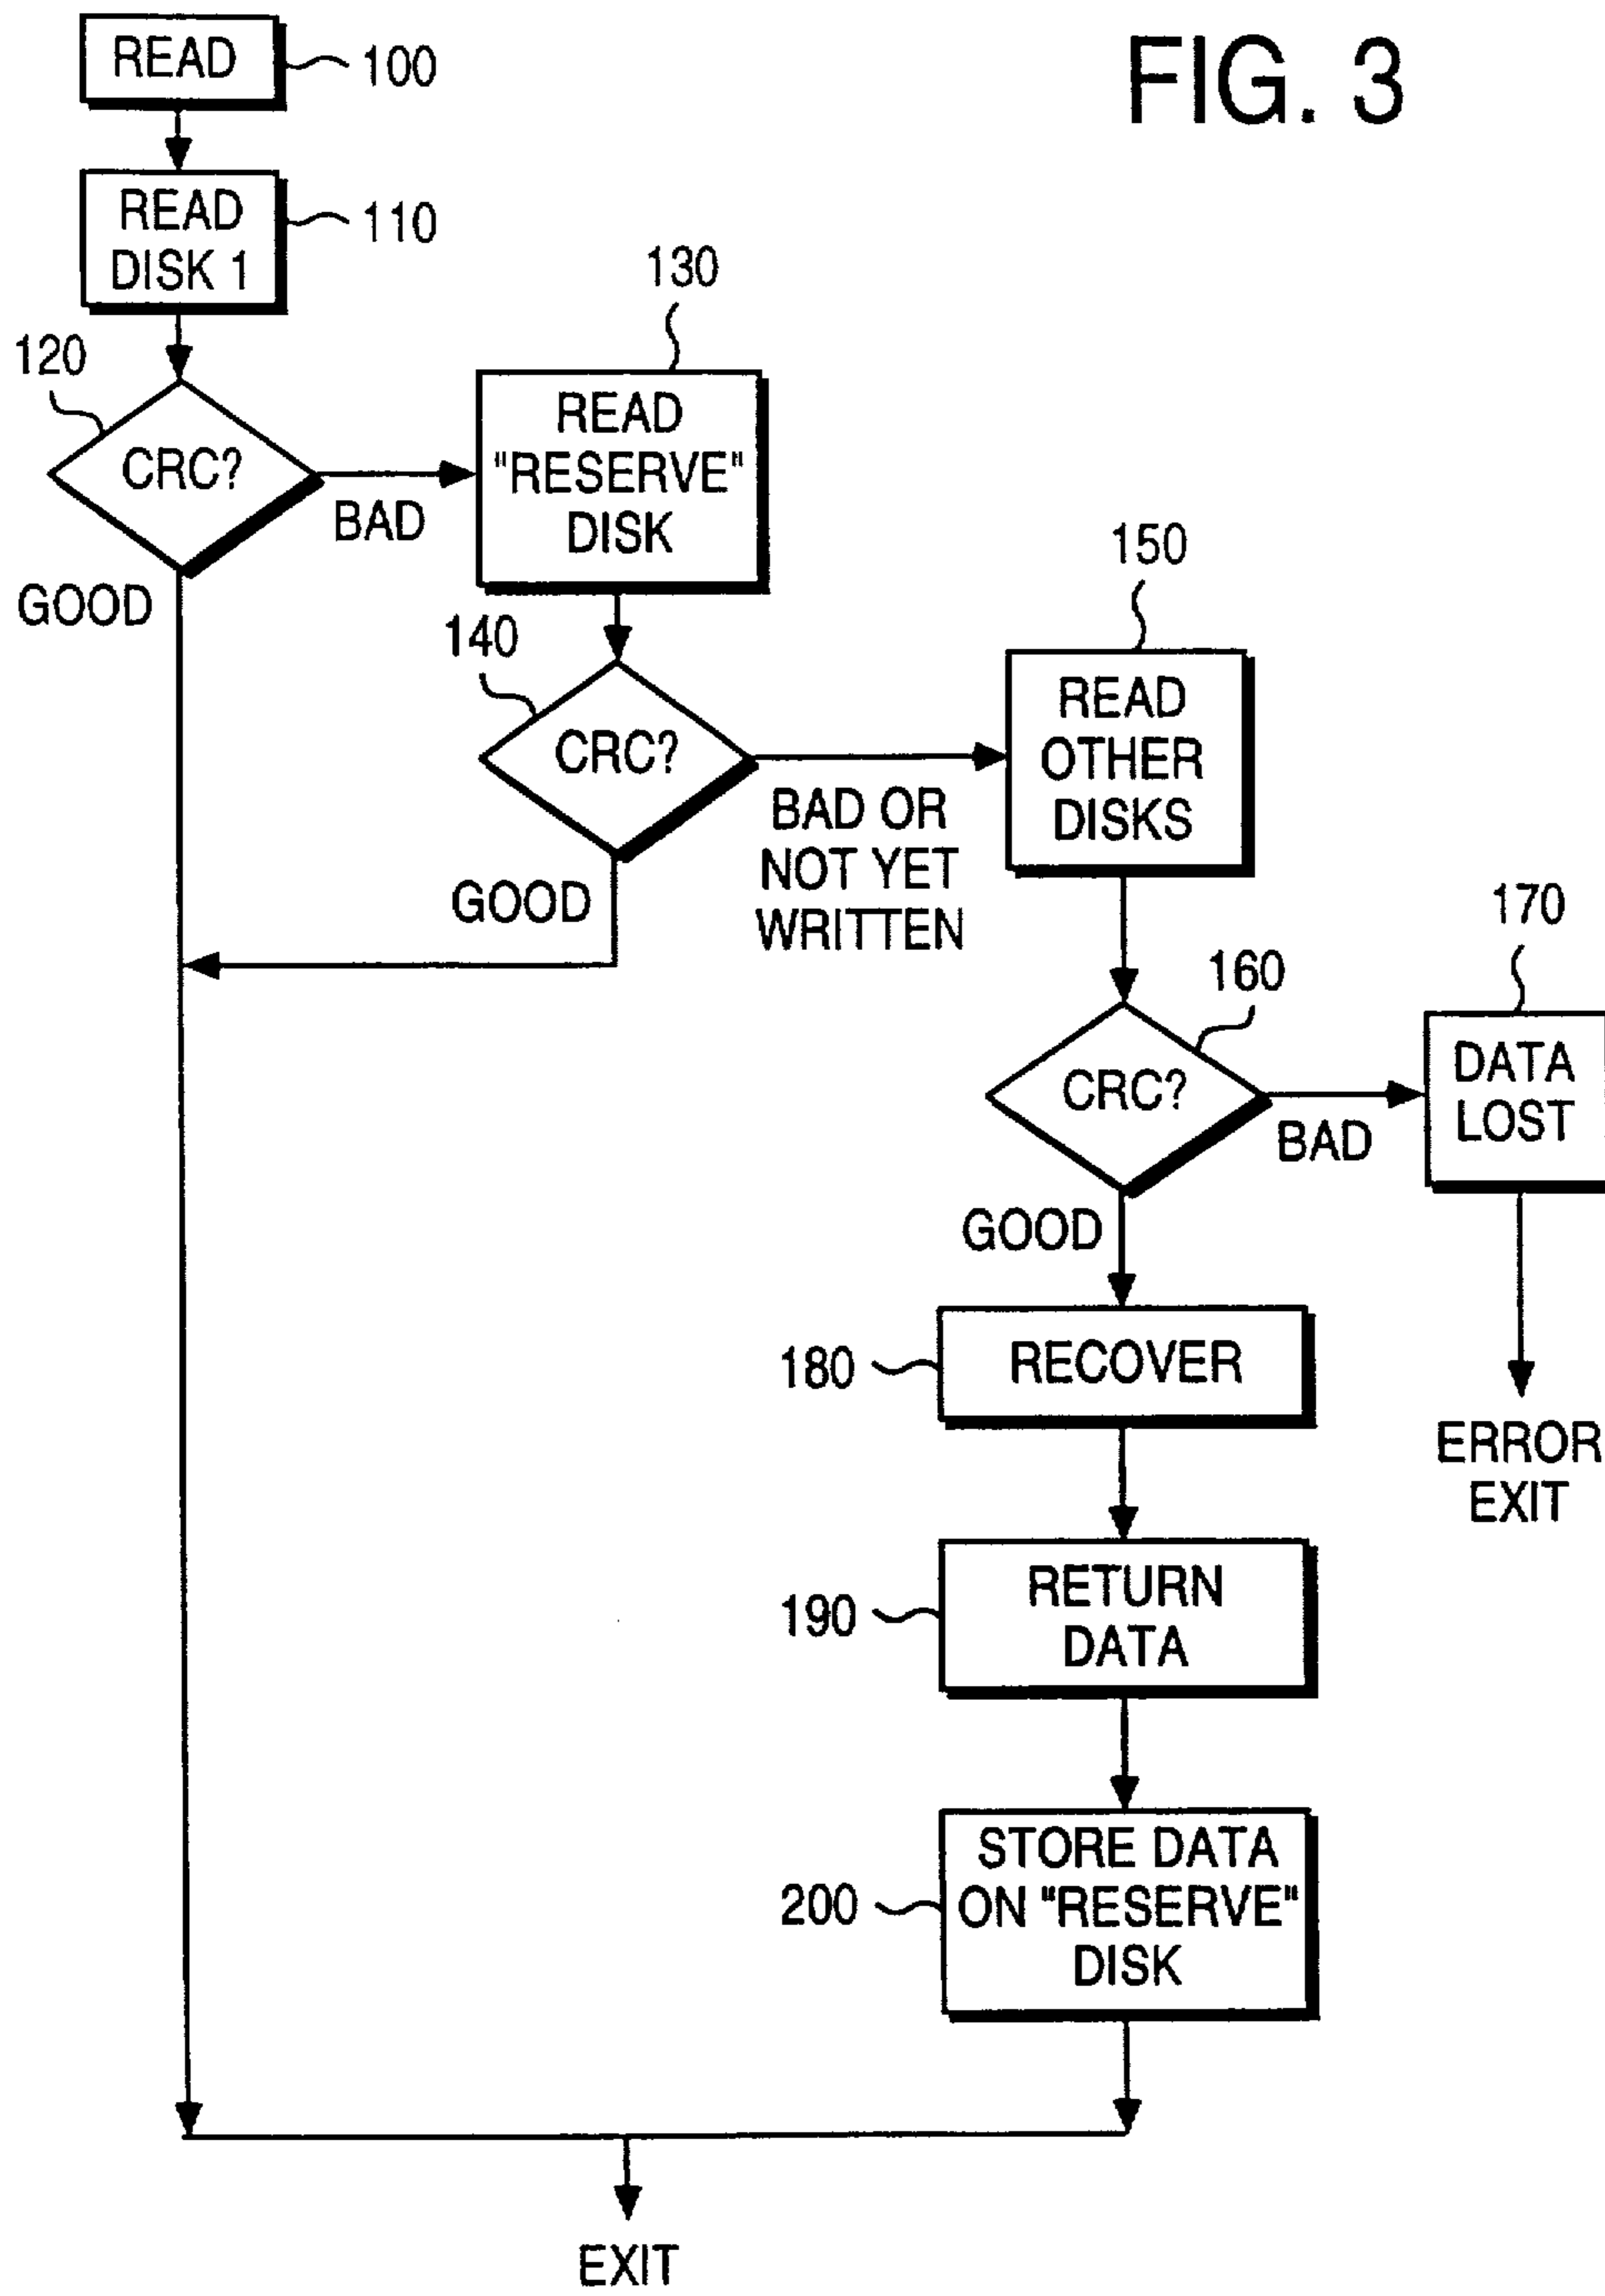 FIG. 3
READ
100
READ
DISK 1
110
120
CRC?
BAD
GOOD
130
READ
"RESERVE"
DISK
140
CRC?
BAD OR
NOT YET
WRITTEN
GOOD
150
READ
OTHER
DISKS
160
CRC?
BAD
170
DATA
LOST
ERROR
EXIT
GOOD
180
RECOVER
190
RETURN
DATA
200
STORE DATA
ON "RESERVE"
DISK
EXIT